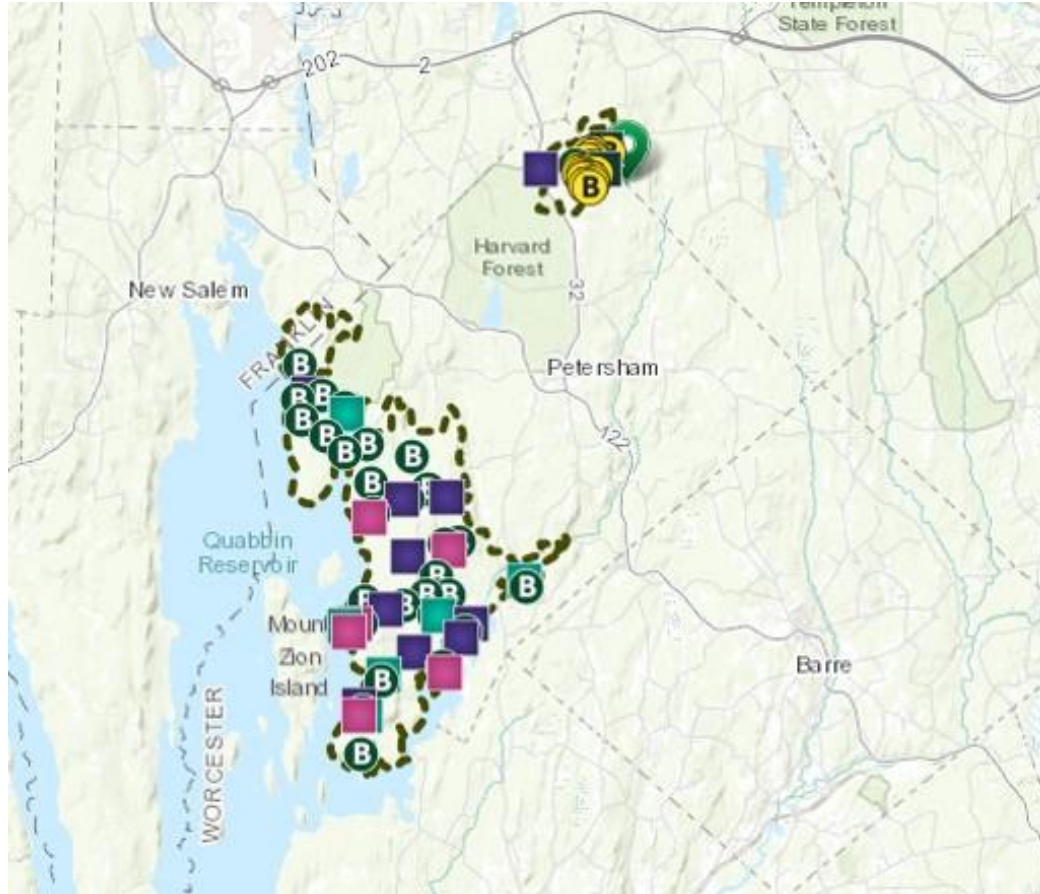 Templeton
State Forest
202
2
B
Harvard
Forest
32
New Salem
FRANKLIN
Petersham
B
B
B
B
B
B
B
B
122
B
B
Quabbin
Reservoir
B
B
B
B
B
B
Mount
Zion
Island
B
Barre
WORCESTER
B